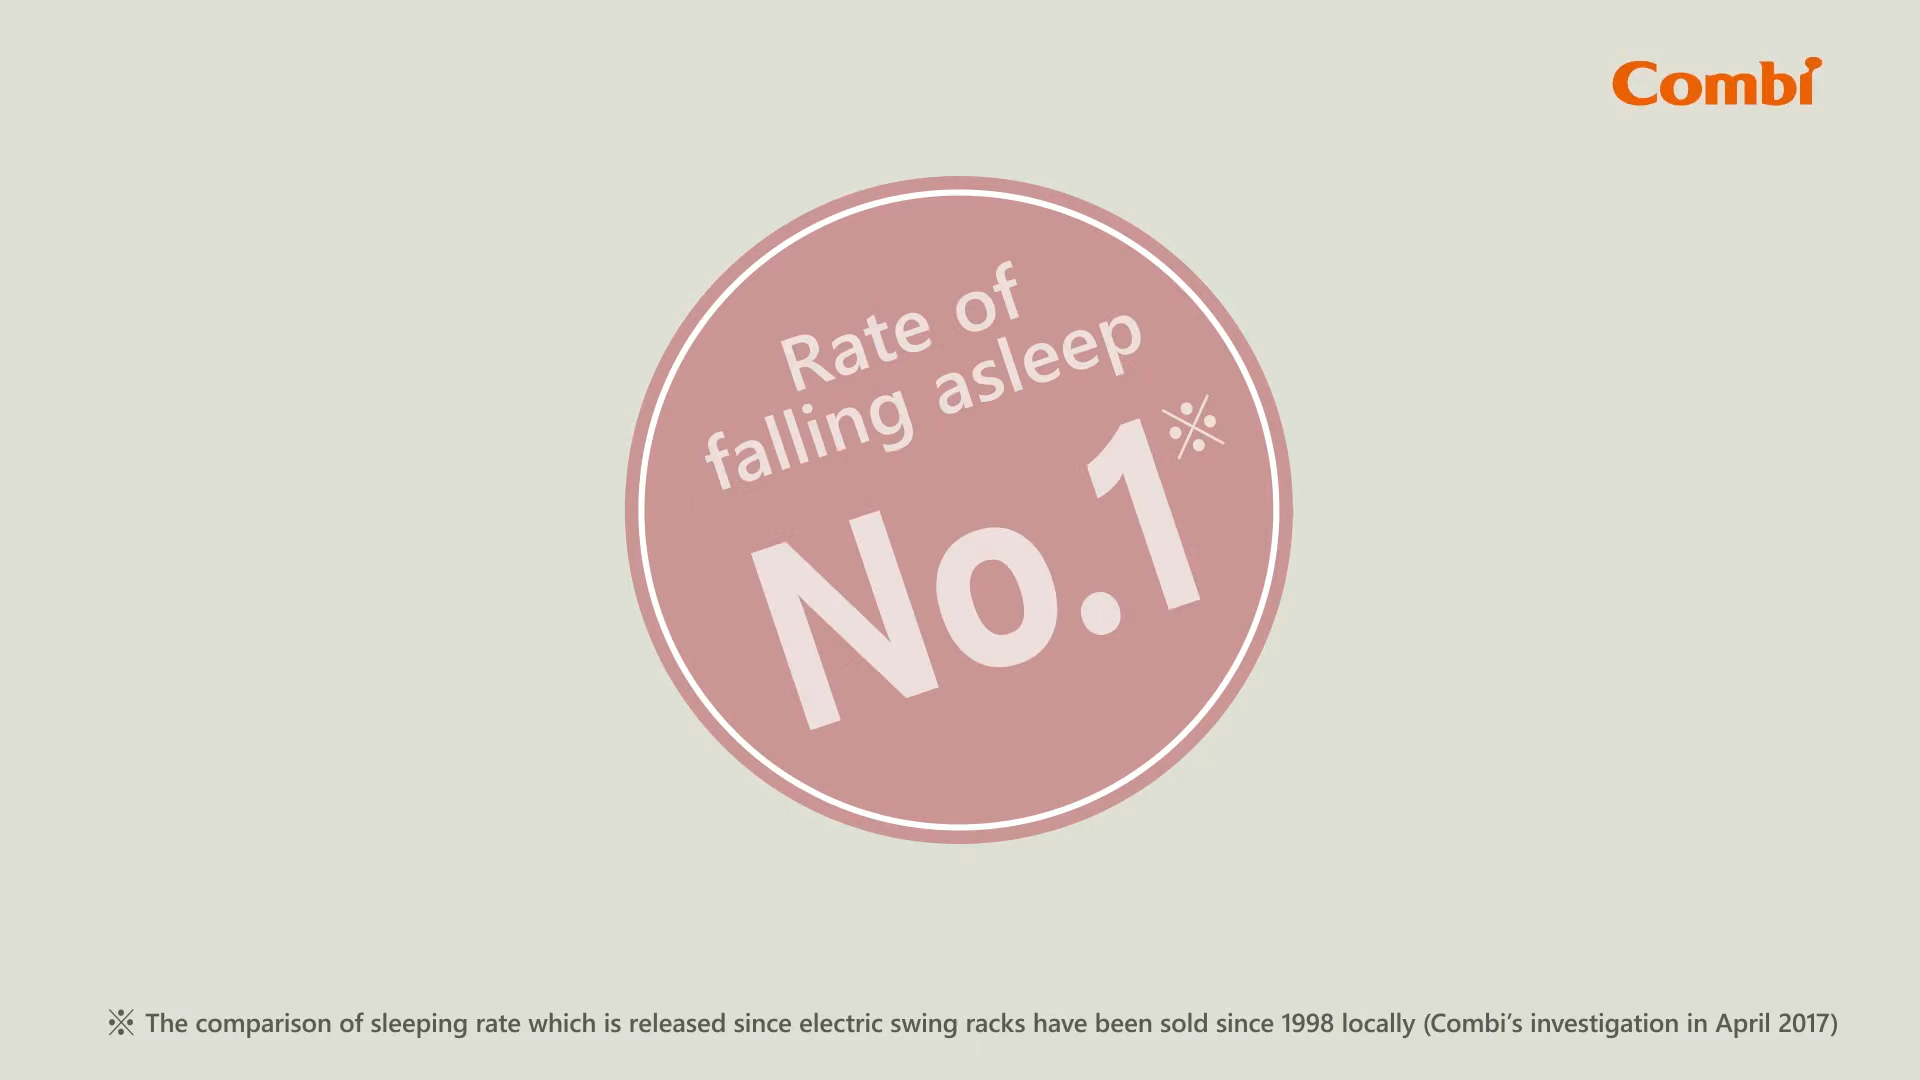 Combi
Rate of
falling asleep
No.1※
※ The comparison of sleeping rate which is released since electric swing racks have been sold since 1998 locally (Combi’s investigation in April 2017)